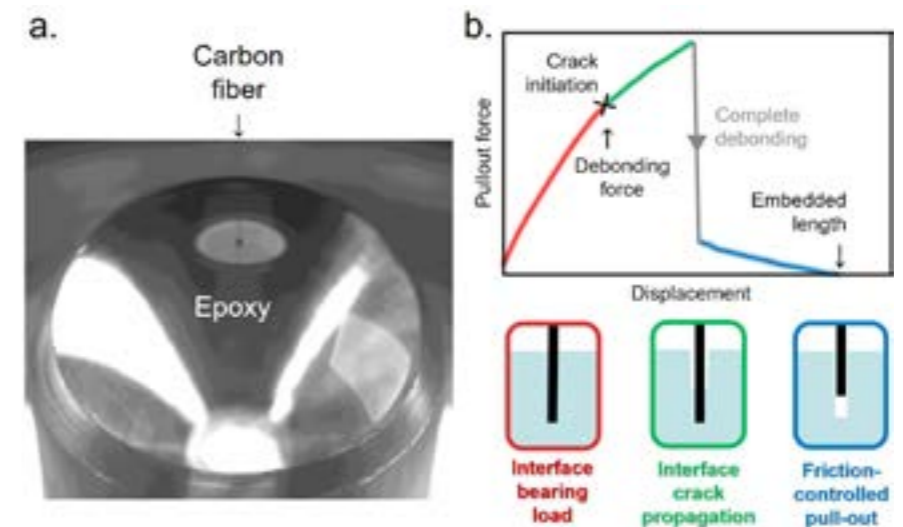 a.
Carbon
fiber
↓
Epoxy
b.
Pullout force
Crack
initiation
↑
Debonding
force
Complete
debonding
Embedded
length
↓
Displacement
Interface
bearing
load
Interface
crack
propagation
Friction-
controlled
pull-out